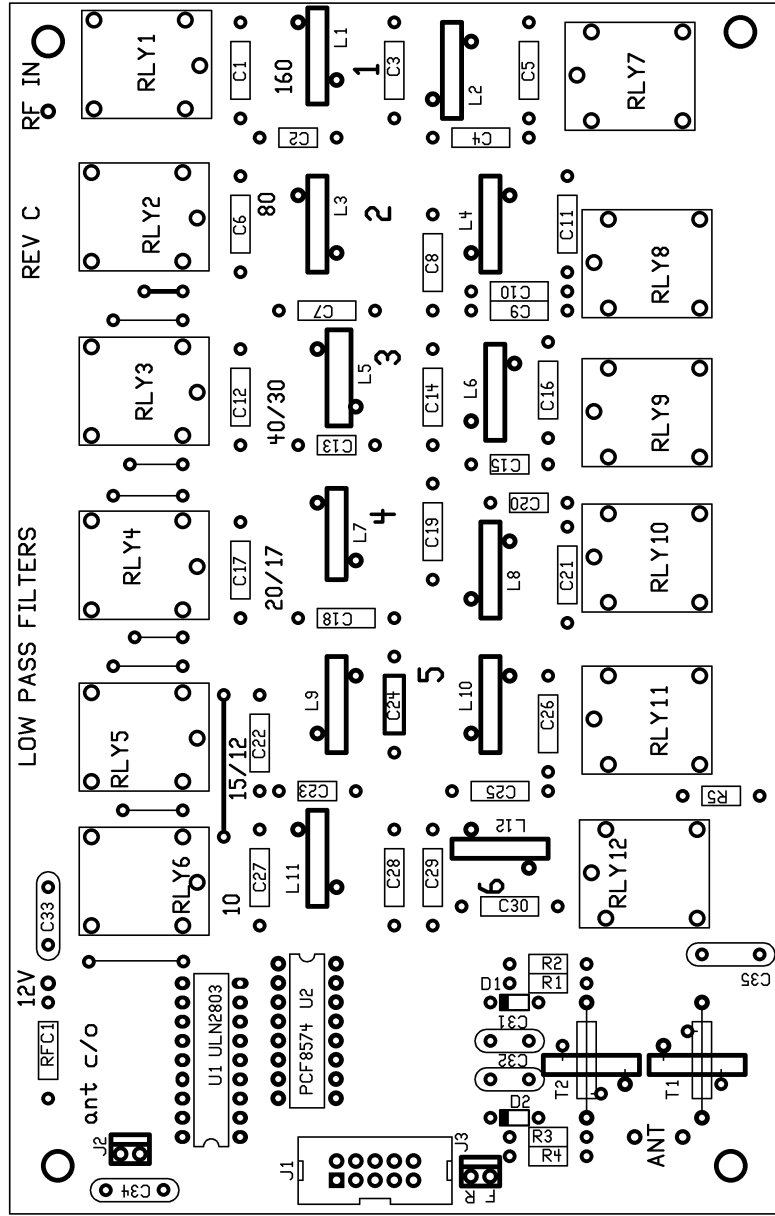 RF IN
REV C
LOW PASS FILTERS
12V
ant c/o
RLY1
C1
160
L1
1
C3
L2
C5
RLY7
C2
C4
RLY2
C6
80
L3
2
C8
L4
C11
RLY8
C10
C9
C7
RLY3
C12
40/30
L5
3
C14
L6
C16
RLY9
C13
C15
RLY4
C17
20/17
L7
4
C19
C20
L8
C21
RLY10
C18
RLY5
C22
15/12
L9
C24
5
L10
C26
RLY11
C23
C25
R5
RLY6
10
C27
L11
C28
C29
L12
6
C30
RLY12
C33
C35
RFC1
U1 ULN2803
PCF8574 U2
D1
R2
R1
C31
C32
T2
T1
D2
R3
R4
ANT
J2
C34
J1
J3
R
F